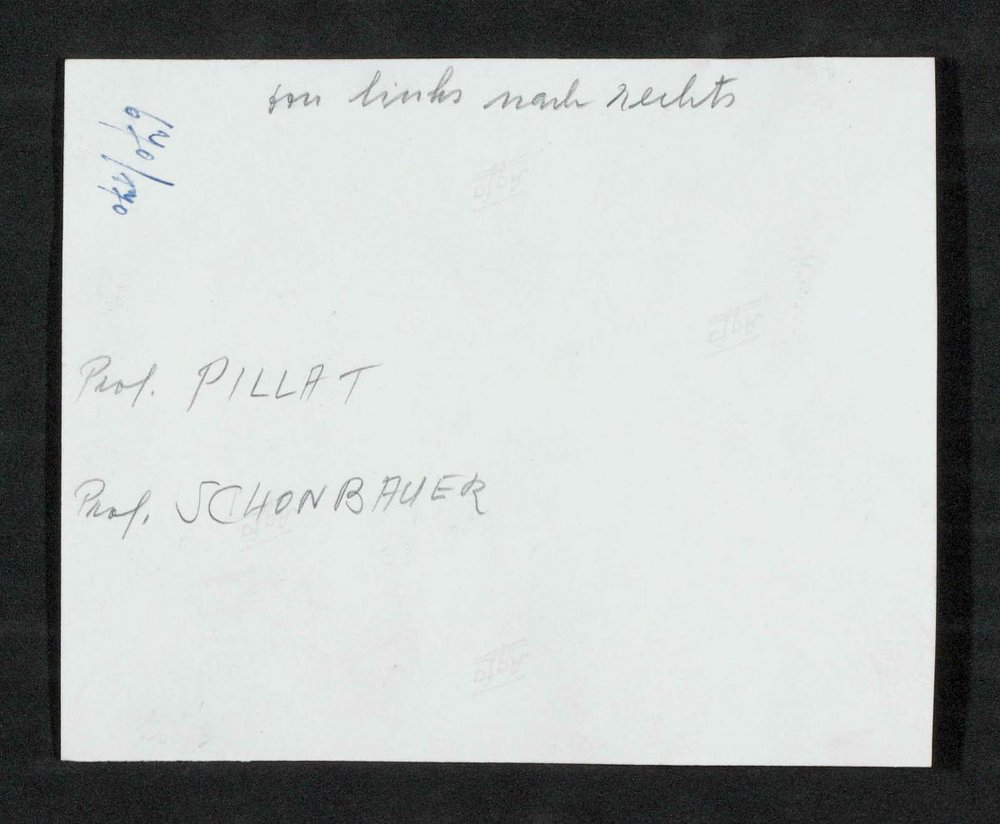 von links nach rechts
Prof. PILLAT
Prof. SCHONBAUER